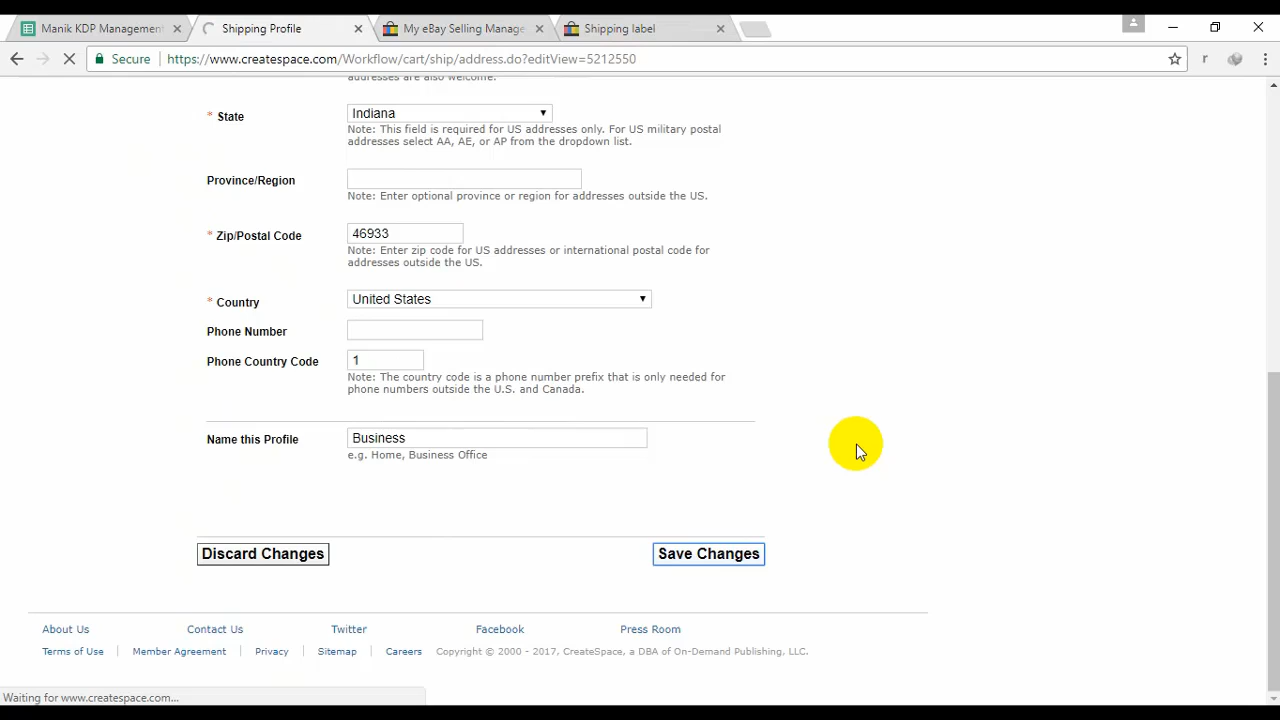 Manik KDP Management
Shipping Profile
My eBay Selling Manage
Shipping label
Secure
https://www.createspace.com/Workflow/cart/ship/address.do?editView=5212550
r
addresses are also welcome.
* State
Indiana
Note: This field is required for US addresses only. For US military postal
addresses select AA, AE, or AP from the dropdown list.
Province/Region
Note: Enter optional province or region for addresses outside the US.
* Zip/Postal Code
46933
Note: Enter zip code for US addresses or international postal code for
addresses outside the US.
* Country
United States
Phone Number
Phone Country Code
1
Note: The country code is a phone number prefix that is only needed for
phone numbers outside the U.S. and Canada.
Name this Profile
Business
e.g. Home, Business Office
Discard Changes
Save Changes
About Us
Contact Us
Twitter
Facebook
Press Room
Terms of Use
Member Agreement
Privacy
Sitemap
Careers
Copyright © 2000 - 2017, CreateSpace, a DBA of On-Demand Publishing, LLC.
Waiting for www.createspace.com...